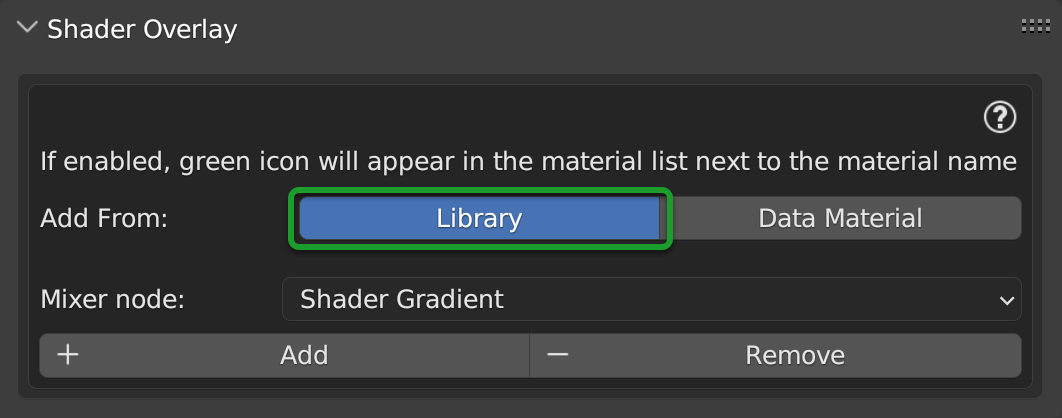 Shader Overlay
?
If enabled, green icon will appear in the material list next to the material name
Add From: Library Data Material
Mixer node: Shader Gradient
+ Add − Remove